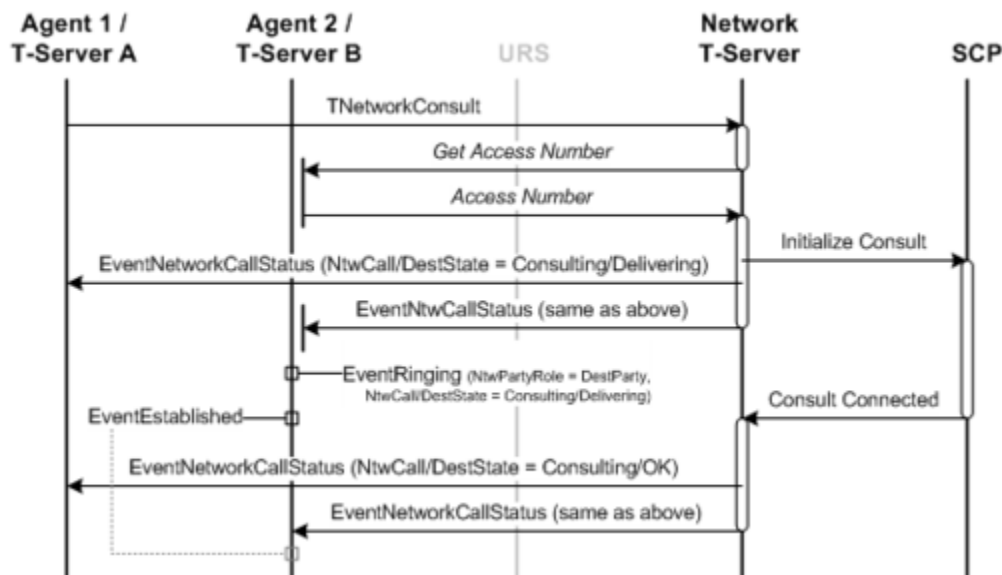 Agent 1 /
T-Server A
Agent 2 /
T-Server B
URS
Network
T-Server
SCP
TNetworkConsult
Get Access Number
Access Number
Initialize Consult
EventNetworkCallStatus (NtwCall/DestState = Consulting/Delivering)
EventNtwCallStatus (same as above)
EventRinging (NtwPartyRole = DestParty,
NtwCall/DestState = Consulting/Delivering)
EventEstablished
Consult Connected
EventNetworkCallStatus (NtwCall/DestState = Consulting/OK)
EventNetworkCallStatus (same as above)